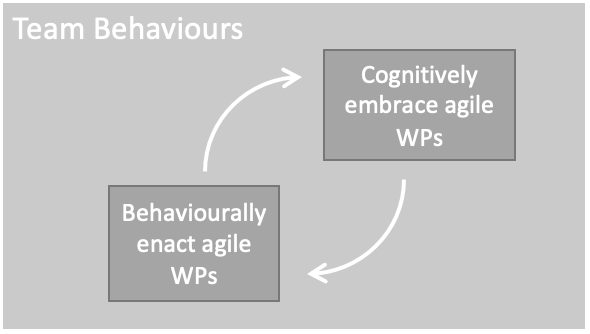 Team Behaviours
Cognitively
embrace agile
WPs
Behaviourally
enact agile
WPs